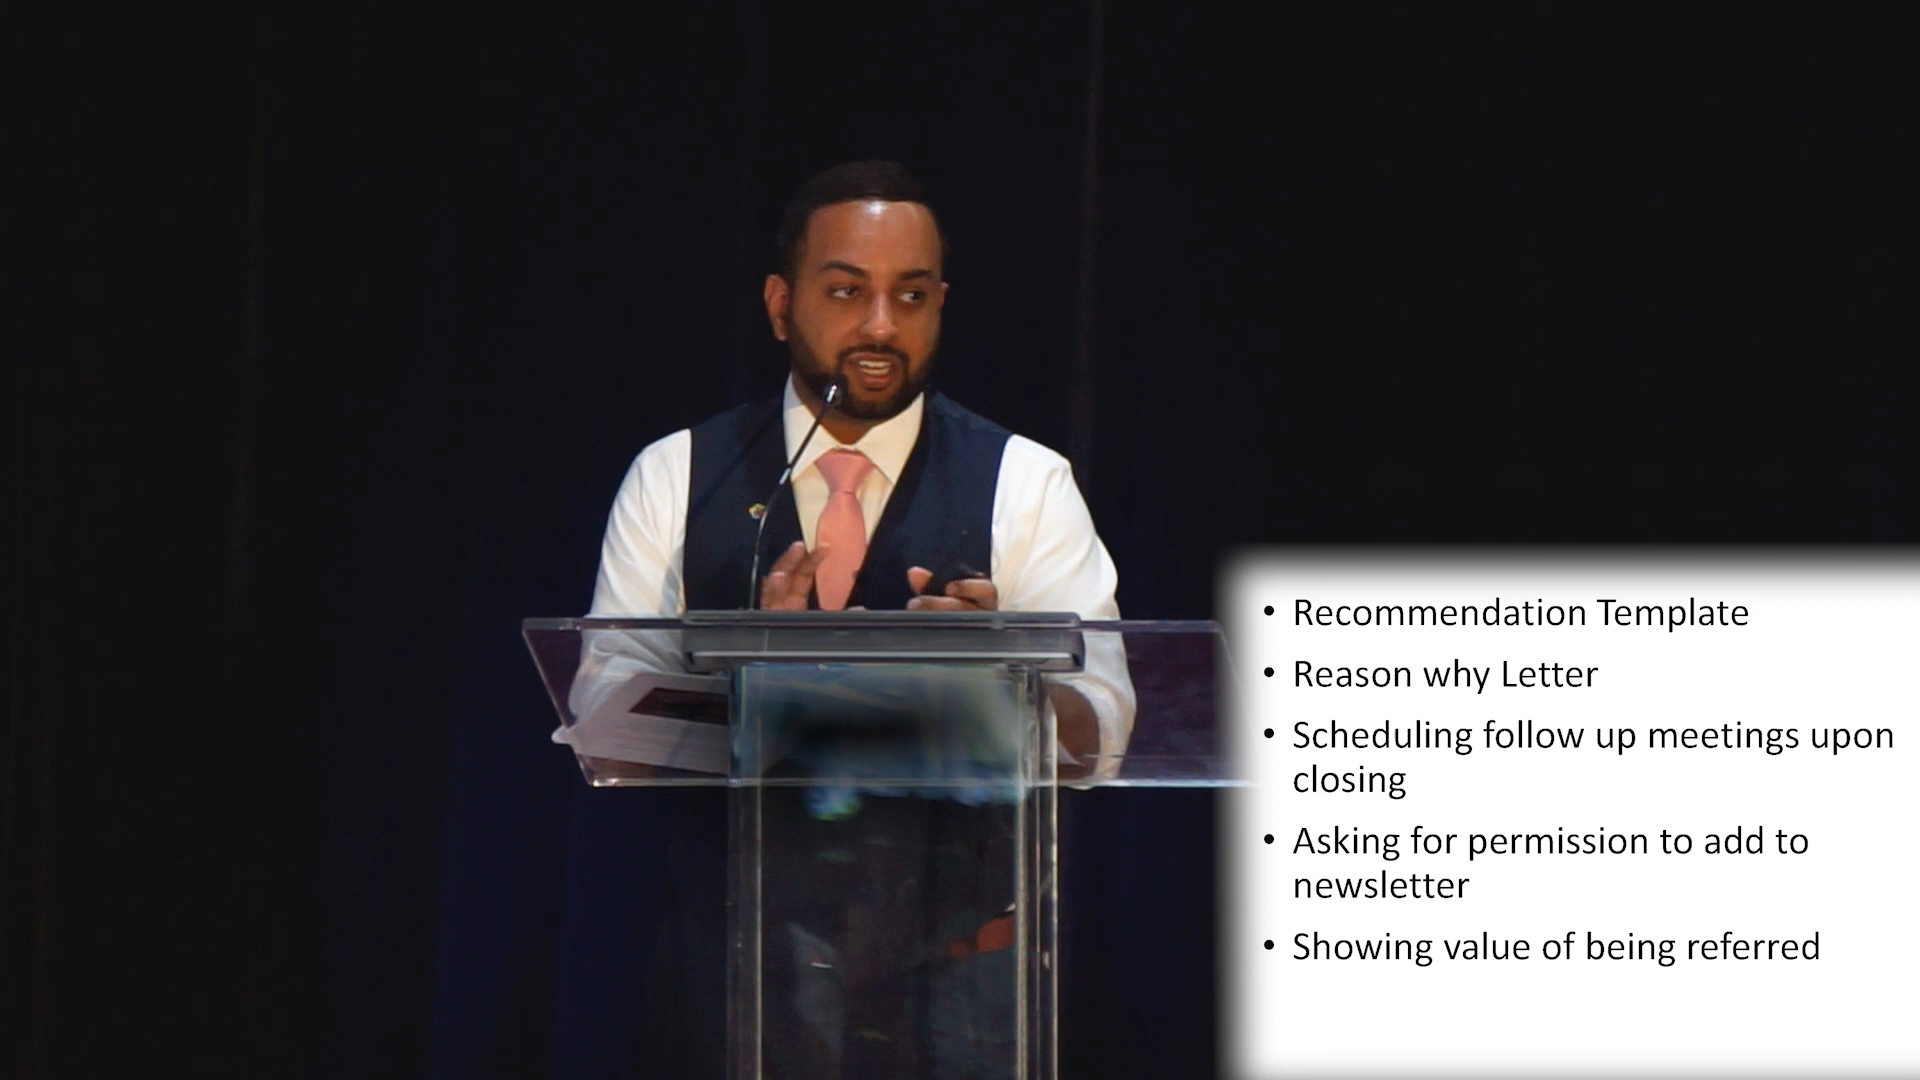 • Recommendation Template
• Reason why Letter
• Scheduling follow up meetings upon
closing
• Asking for permission to add to
newsletter
• Showing value of being referred